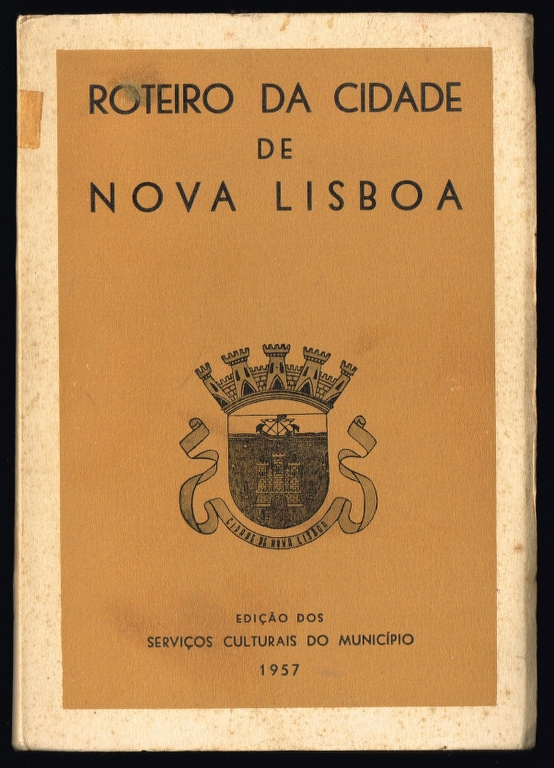 ROTEIRO DA CIDADE
DE
NOVA LISBOA
CIDADE DE NOVA LISBOA
EDIÇÃO DOS
SERVIÇOS CULTURAIS DO MUNICÍPIO
1957